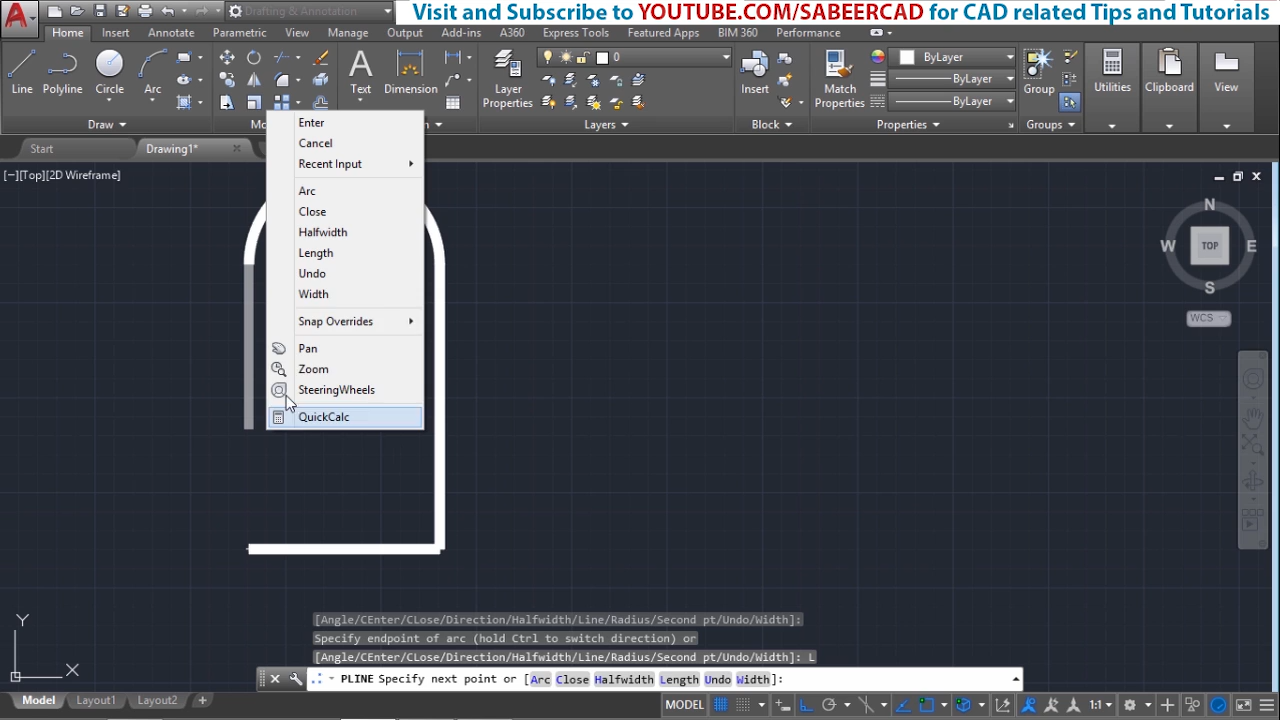 Visit and Subscribe to YOUTUBE.COM/SABEERCAD for CAD related Tips and Tutorials
Drafting & Annotation
Home Insert Annotate Parametric View Manage Output Add-ins A360 Express Tools Featured Apps BIM 360 Performance
Line Polyline Circle Arc Text Dimension Layer Properties 0 Insert Match Properties ByLayer ByLayer ByLayer Group Utilities Clipboard View
Draw Mo Layers Block Properties Groups
Start Drawing1*
[−][Top][2D Wireframe]
Enter
Cancel
Recent Input
Arc
Close
Halfwidth
Length
Undo
Width
Snap Overrides
Pan
Zoom
SteeringWheels
QuickCalc
N
W TOP E
S
WCS
Y
X
[Angle/CEnter/CLose/Direction/Halfwidth/Line/Radius/Second pt/Undo/Width]:
Specify endpoint of arc (hold Ctrl to switch direction) or
[Angle/CEnter/CLose/Direction/Halfwidth/Line/Radius/Second pt/Undo/Width]: L
PLINE Specify next point or [Arc Close Halfwidth Length Undo Width]:
Model Layout1 Layout2 +
MODEL 1:1